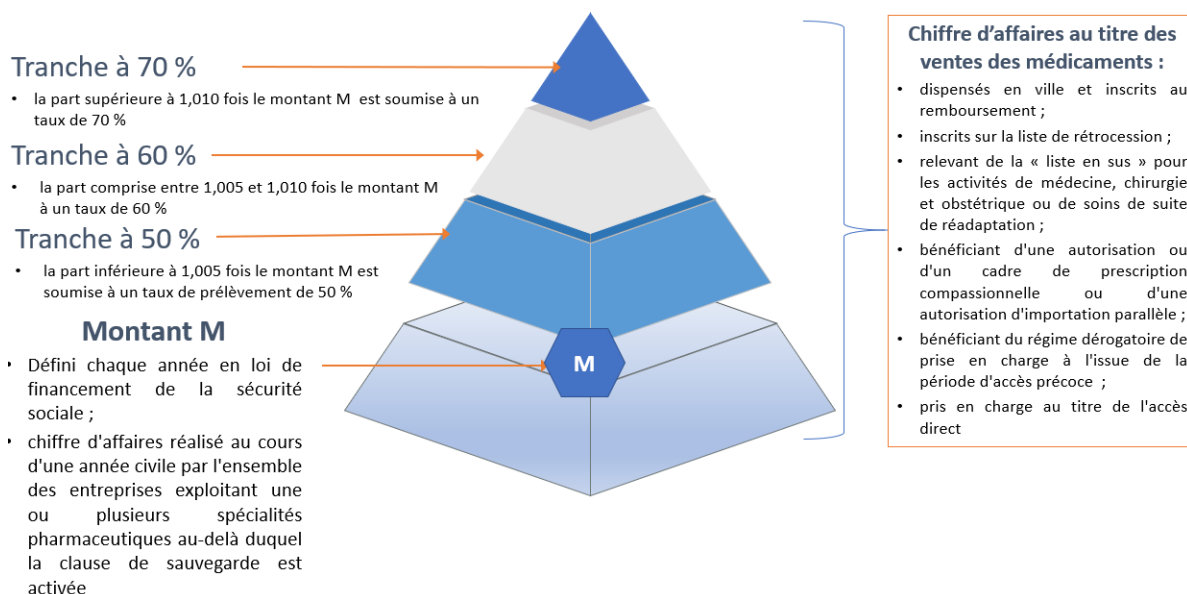 Tranche à 70 %
• la part supérieure à 1,010 fois le montant M est soumise à un
taux de 70 %
Tranche à 60 %
• la part comprise entre 1,005 et 1,010 fois le montant M
à un taux de 60 %
Tranche à 50 %
• la part inférieure à 1,005 fois le montant M est
soumise à un taux de prélèvement de 50 %
Montant M
• Défini chaque année en loi de
financement de la sécurité
sociale ;
• chiffre d'affaires réalisé au cours
d'une année civile par l'ensemble
des entreprises exploitant une
ou plusieurs spécialités
pharmaceutiques au-delà duquel
la clause de sauvegarde est
activée
M
Chiffre d’affaires au titre des
ventes des médicaments :
• dispensés en ville et inscrits au
remboursement ;
• inscrits sur la liste de rétrocession ;
• relevant de la « liste en sus » pour
les activités de médecine, chirurgie
et obstétrique ou de soins de suite
de réadaptation ;
• bénéficiant d'une autorisation ou
d'un cadre de prescription
compassionnelle ou d'une
autorisation d'importation parallèle ;
• bénéficiant du régime dérogatoire de
prise en charge à l'issue de la
période d'accès précoce ;
• pris en charge au titre de l'accès
direct